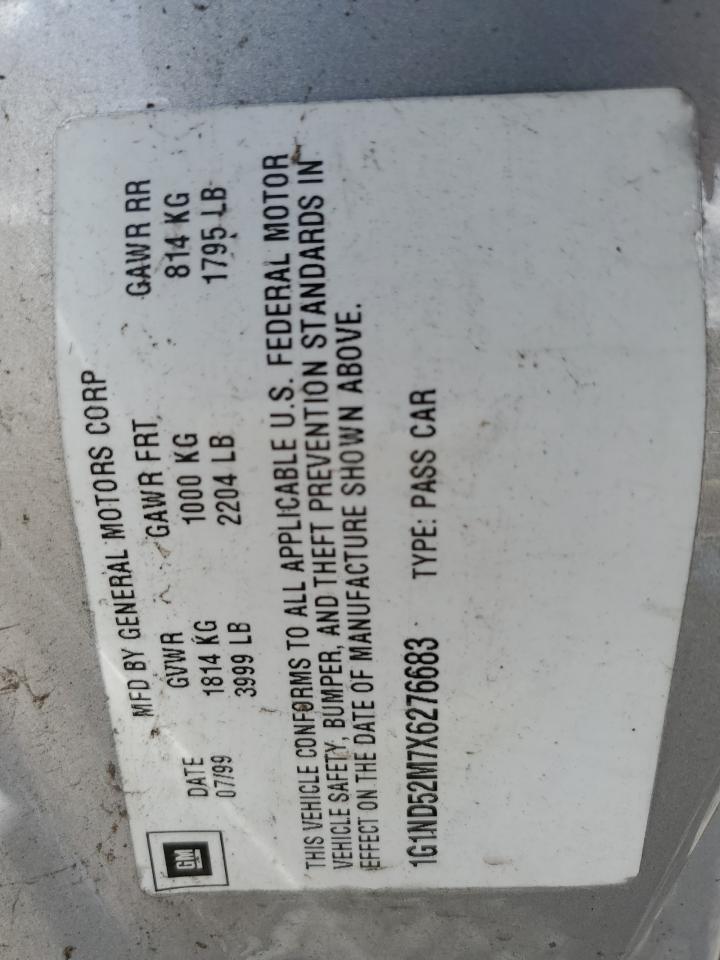 MFD BY GENERAL MOTORS CORP
GM
DATE GVWR GAWR FRT GAWR RR
07/99 1814 KG 1000 KG 814 KG
3999 LB 2204 LB 1795 LB
THIS VEHICLE CONFORMS TO ALL APPLICABLE U.S. FEDERAL MOTOR
VEHICLE SAFETY, BUMPER, AND THEFT PREVENTION STANDARDS IN
EFFECT ON THE DATE OF MANUFACTURE SHOWN ABOVE.
1G1ND52M7X6276683 TYPE: PASS CAR